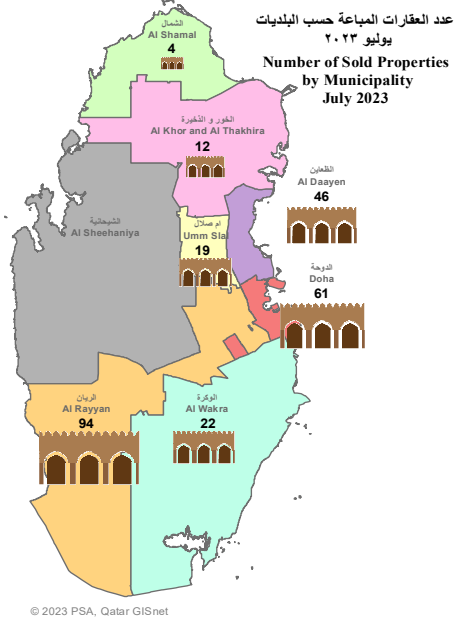 عدد العقارات المباعة حسب البلديات
يوليو ٢٠٢٣
Number of Sold Properties
by Municipality
July 2023
الشمال
Al Shamal
4
الخور و الذخيرة
Al Khor and Al Thakhira
12
الظعاين
Al Daayen
46
الشيحانية
Al Sheehaniya
ام صلال
Umm Slal
19
الدوحة
Doha
61
الريان
Al Rayyan
94
الوكرة
Al Wakra
22
© 2023 PSA, Qatar GISnet